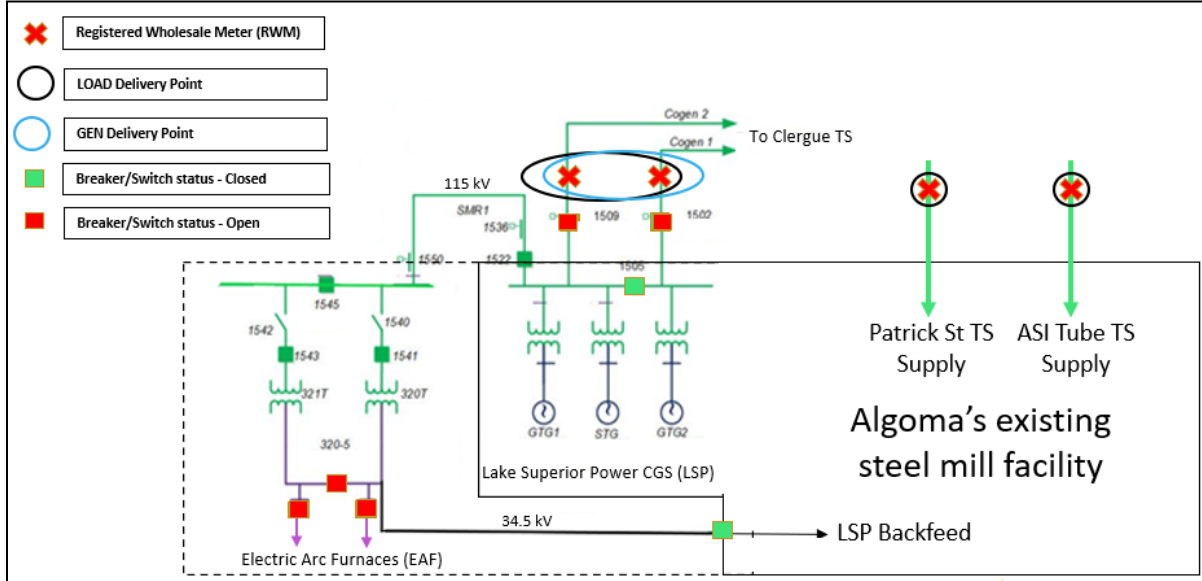 Registered Wholesale Meter (RWM)
LOAD Delivery Point
GEN Delivery Point
Breaker/Switch status - Closed
Breaker/Switch status - Open
Cogen 2
Cogen 1
To Clergue TS
115 kV
SMR1
1536
1509
1502
1550
1522
1505
1545
1542
1540
1543
1541
321T
320T
Patrick St TS
Supply
ASI Tube TS
Supply
GTG1
STG
GTG2
Algoma's existing
steel mill facility
320-5
Lake Superior Power CGS (LSP)
34.5 kV
LSP Backfeed
Electric Arc Furnaces (EAF)